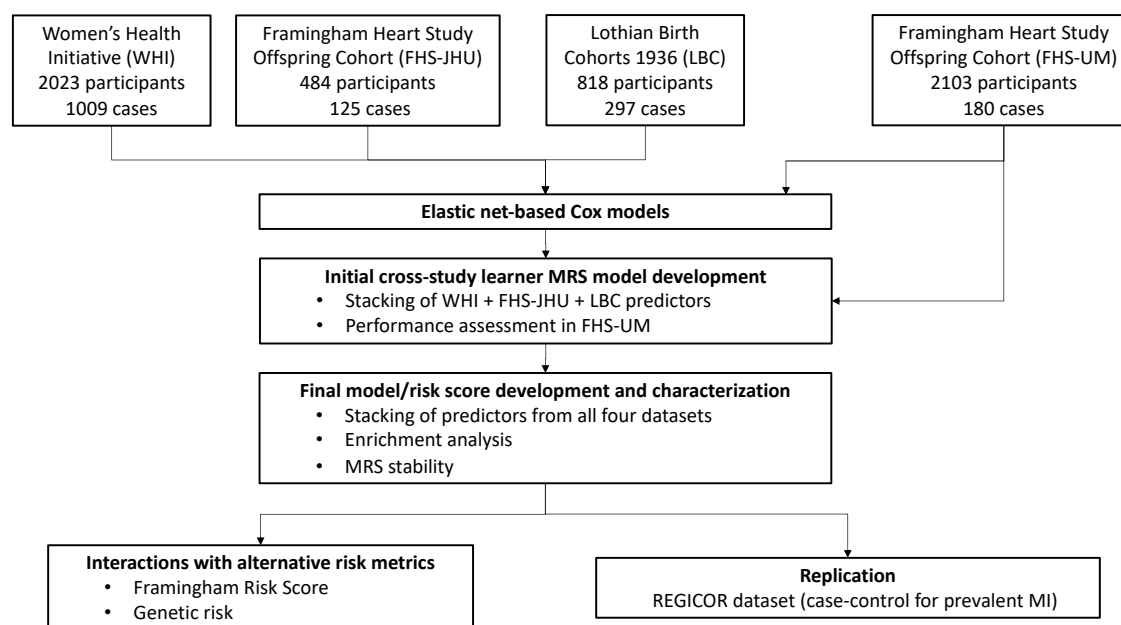 Women’s Health
Initiative (WHI)
2023 participants
1009 cases
Framingham Heart Study
Offspring Cohort (FHS-JHU)
484 participants
125 cases
Lothian Birth
Cohorts 1936 (LBC)
818 participants
297 cases
Framingham Heart Study
Offspring Cohort (FHS-UM)
2103 participants
180 cases
Elastic net-based Cox models
Initial cross-study learner MRS model development
• Stacking of WHI + FHS-JHU + LBC predictors
• Performance assessment in FHS-UM
Final model/risk score development and characterization
• Stacking of predictors from all four datasets
• Enrichment analysis
• MRS stability
Interactions with alternative risk metrics
• Framingham Risk Score
• Genetic risk
Replication
REGICOR dataset (case-control for prevalent MI)